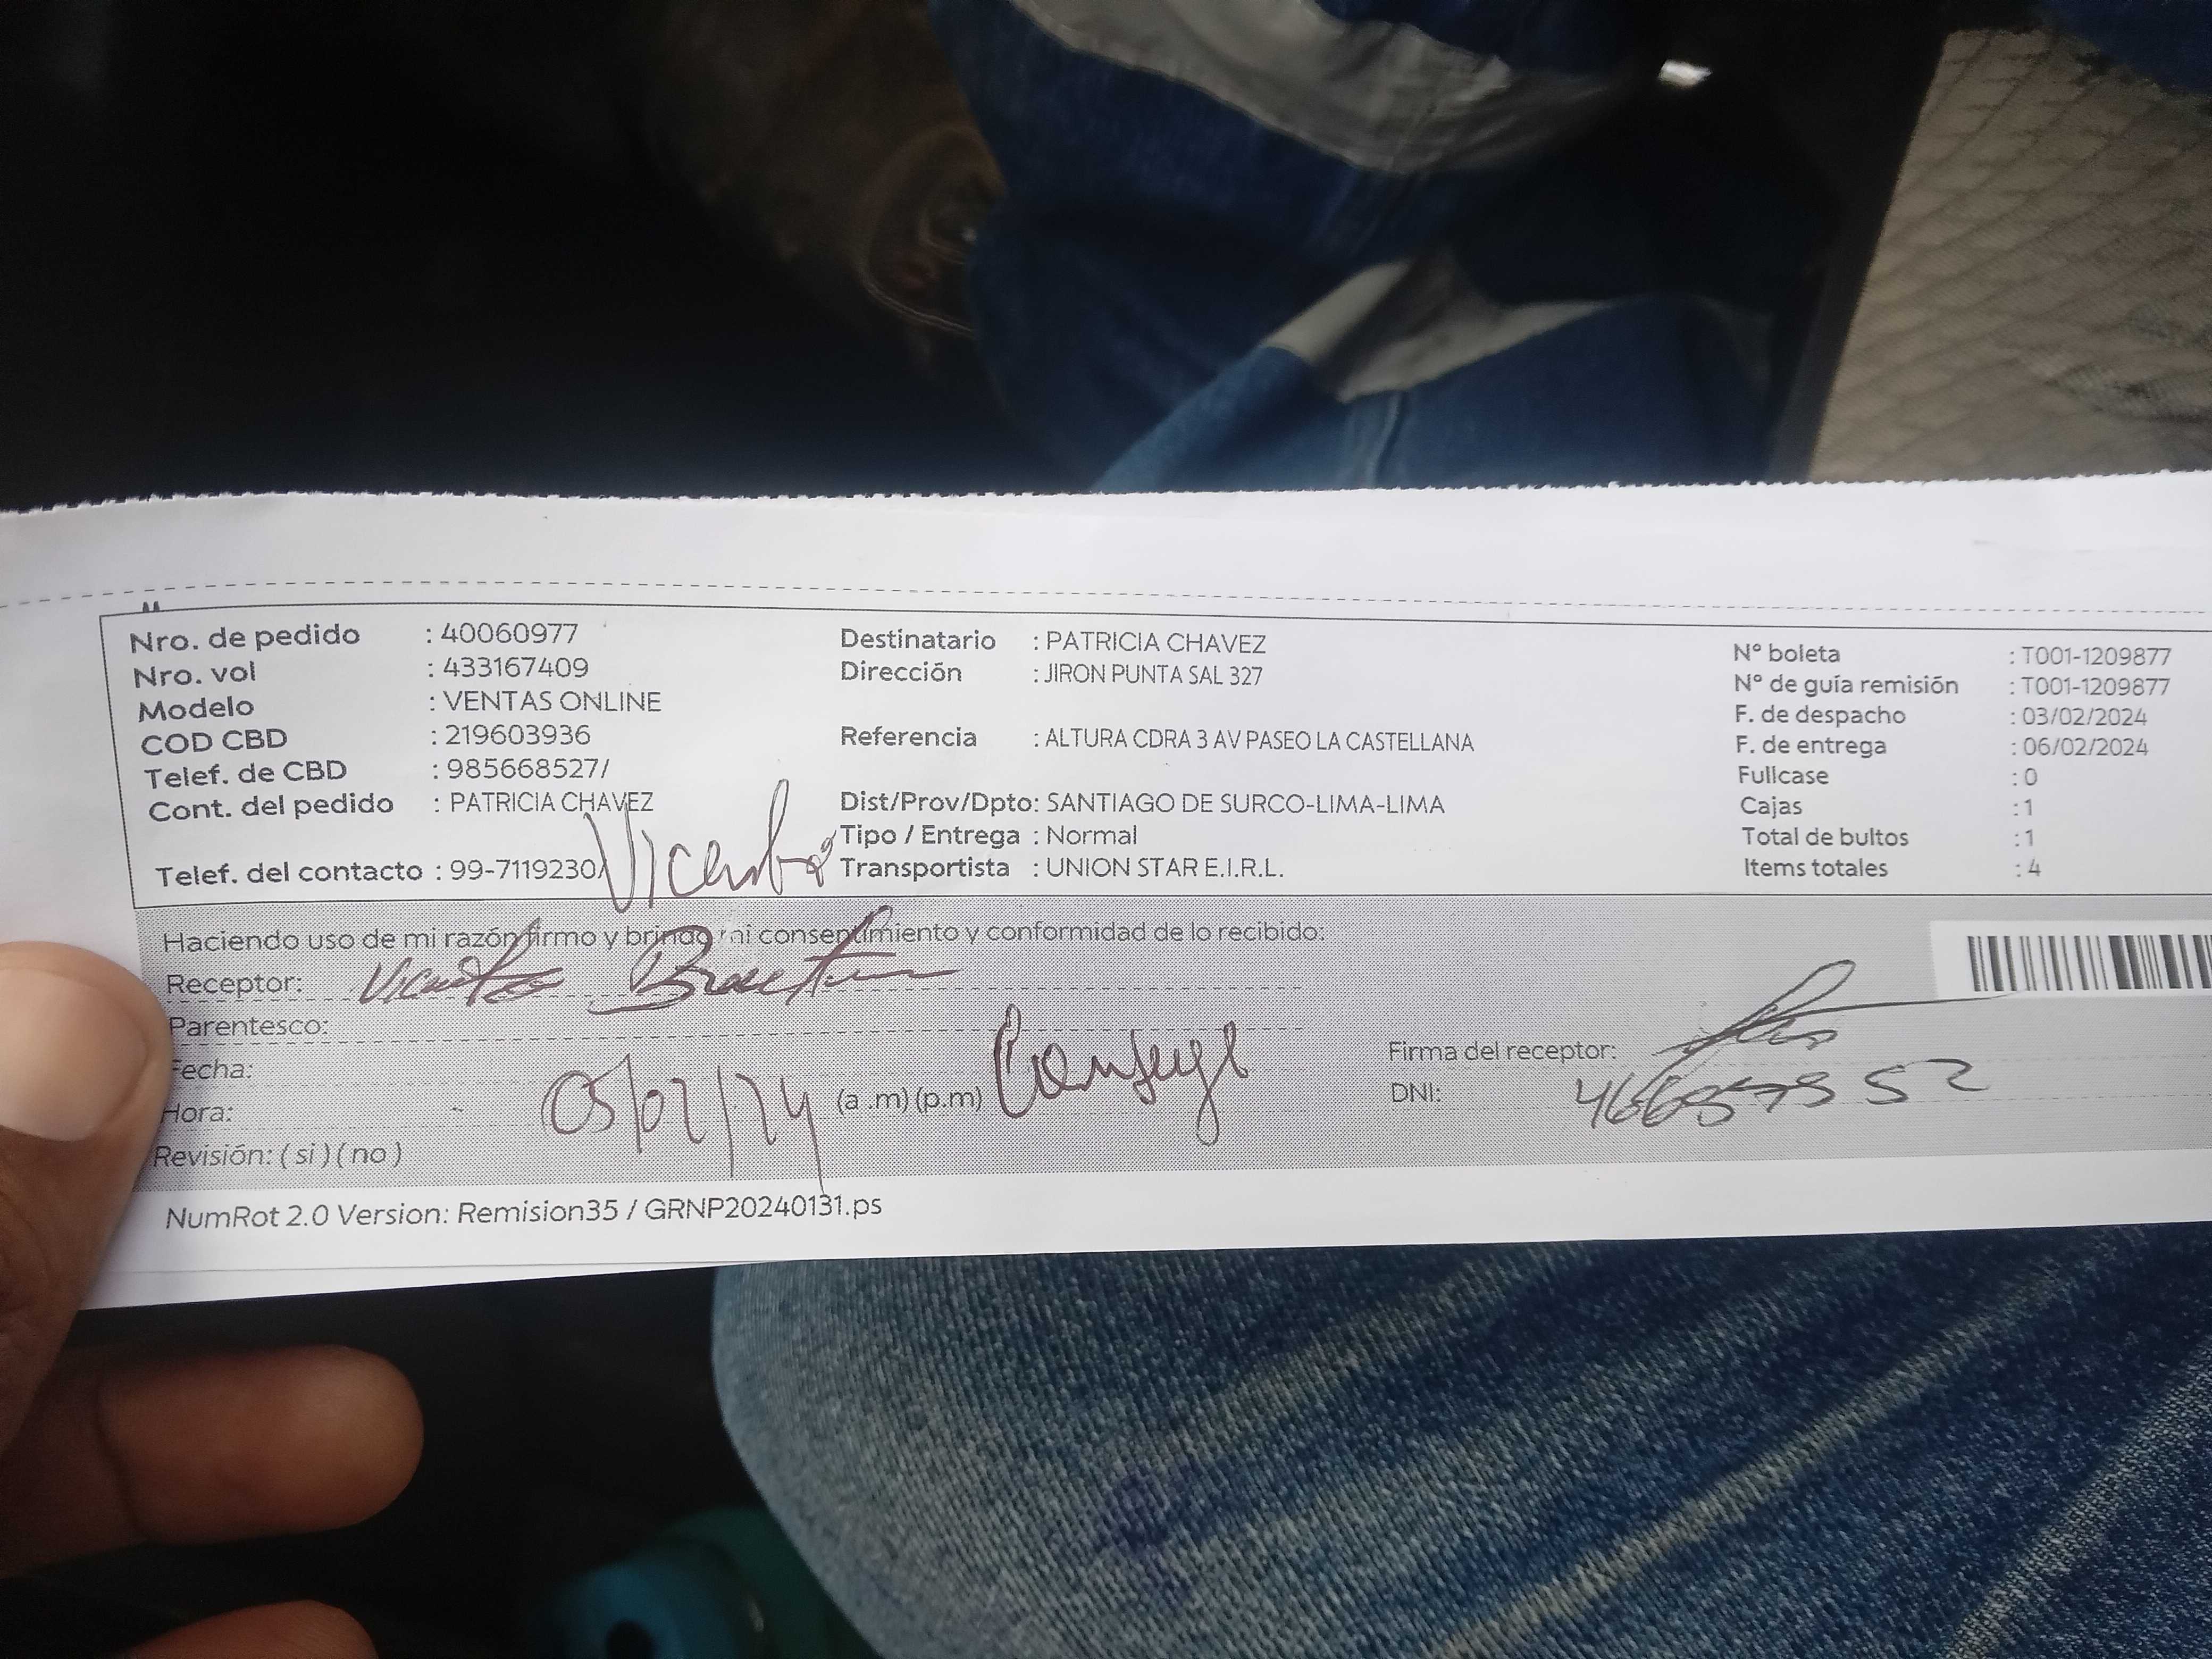 Nro. de pedido : 40060977
Nro. vol : 433167409
Modelo : VENTAS ONLINE
COD CBD : 219603936
Telef. de CBD : 985668527/
Cont. del pedido : PATRICIA CHAVEZ
Telef. del contacto : 99-7119230/
Vicente
Destinatario : PATRICIA CHAVEZ
Dirección : JIRON PUNTA SAL 327
Referencia : ALTURA CDRA 3 AV PASEO LA CASTELLANA
Dist/Prov/Dpto: SANTIAGO DE SURCO-LIMA-LIMA
Tipo / Entrega : Normal
Transportista : UNION STAR E.I.R.L.
N° boleta : T001-1209877
N° de guía remisión : T001-1209877
F. de despacho : 03/02/2024
F. de entrega : 06/02/2024
Fullcase : 0
Cajas : 1
Total de bultos : 1
Items totales : 4
Haciendo uso de mi razón firmo y brindo mi consentimiento y conformidad de lo recibido:
Receptor: Vicente
Parentesco:
Fecha:
Hora: 05/02/24 (a .m) (p.m)
Revisión: ( si ) ( no )
Firma del receptor:
DNI:
NumRot 2.0 Version: Remision35 / GRNP20240131.ps